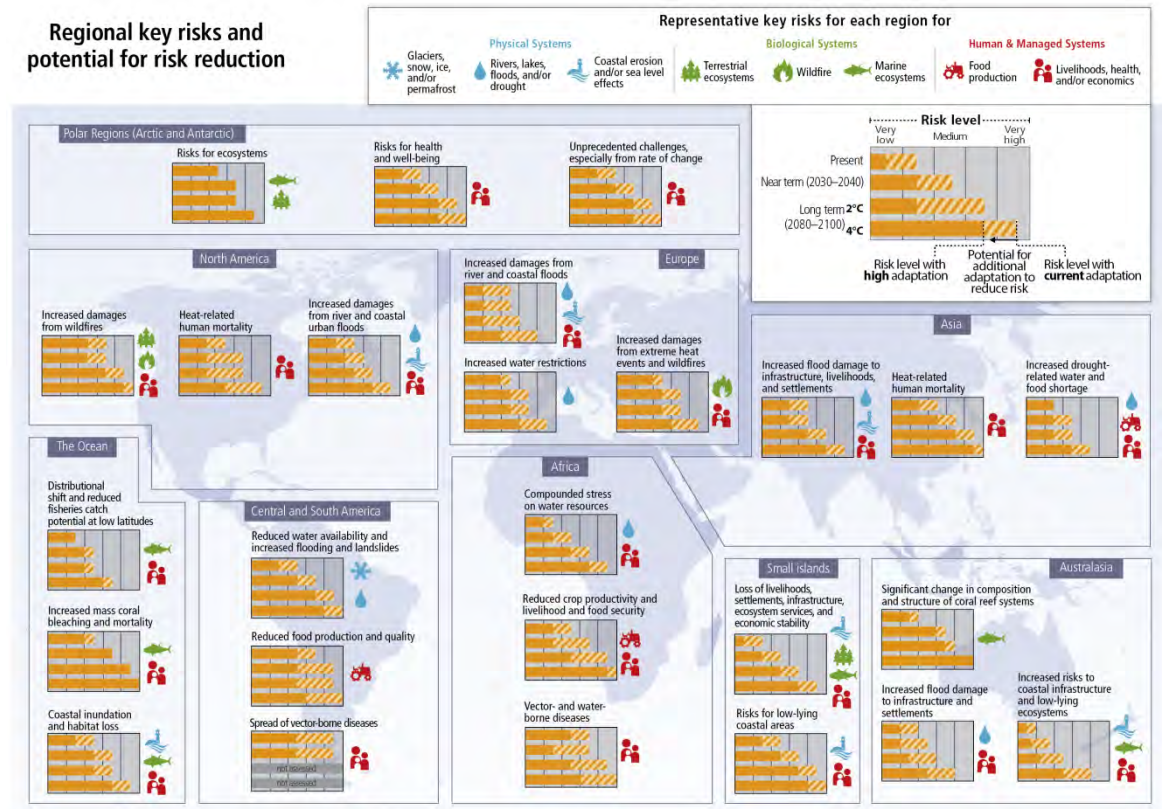 Regional key risks and
potential for risk reduction
Representative key risks for each region for
Physical Systems
Biological Systems
Human & Managed Systems
Glaciers,
snow, ice,
and/or
permafrost
Rivers, lakes,
floods, and/or
drought
Coastal erosion
and/or sea level
effects
Terrestrial
ecosystems
Wildfire
Marine
ecosystems
Food
production
Livelihoods, health,
and/or economics
Risk level
Very
low
Medium
Very
high
Present
Near term (2030–2040)
Long term 2°C
(2080–2100)
4°C
Risk level with
high adaptation
Potential for
additional
adaptation to
reduce risk
Risk level with
current adaptation
Polar Regions (Arctic and Antarctic)
Risks for ecosystems
Risks for health
and well-being
Unprecedented challenges,
especially from rate of change
North America
Increased damages
from wildfires
Heat-related
human mortality
Increased damages
from river and coastal
urban floods
Europe
Increased damages from
river and coastal floods
Increased water restrictions
Increased damages
from extreme heat
events and wildfires
Asia
Increased flood damage to
infrastructure, livelihoods,
and settlements
Heat-related
human mortality
Increased drought-
related water and
food shortage
The Ocean
Distributional
shift and reduced
fisheries catch
potential at low latitudes
Increased mass coral
bleaching and mortality
Coastal inundation
and habitat loss
Central and South America
Reduced water availability and
increased flooding and landslides
Reduced food production and quality
Spread of vector-borne diseases
not assessed
not assessed
Africa
Compounded stress
on water resources
Reduced crop productivity and
livelihood and food security
Vector- and water-
borne diseases
Small islands
Loss of livelihoods,
settlements, infrastructure,
ecosystem services, and
economic stability
Risks for low-lying
coastal areas
Australasia
Significant change in composition
and structure of coral reef systems
Increased flood damage
to infrastructure and
settlements
Increased risks to
coastal infrastructure
and low-lying
ecosystems